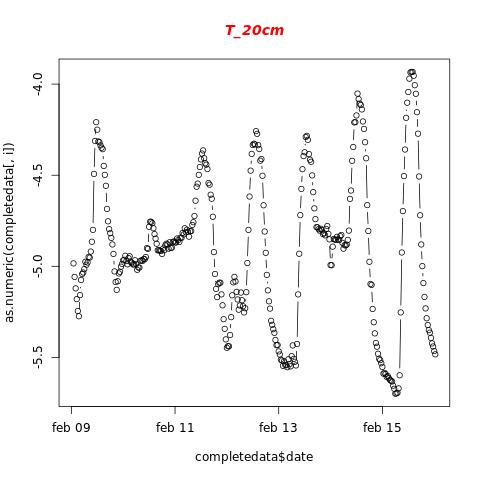 T_20cm
-4.0
-4.5
-5.0
-5.5
as.numeric(completedata[, i])
feb 09 feb 11 feb 13 feb 15
completedata$date